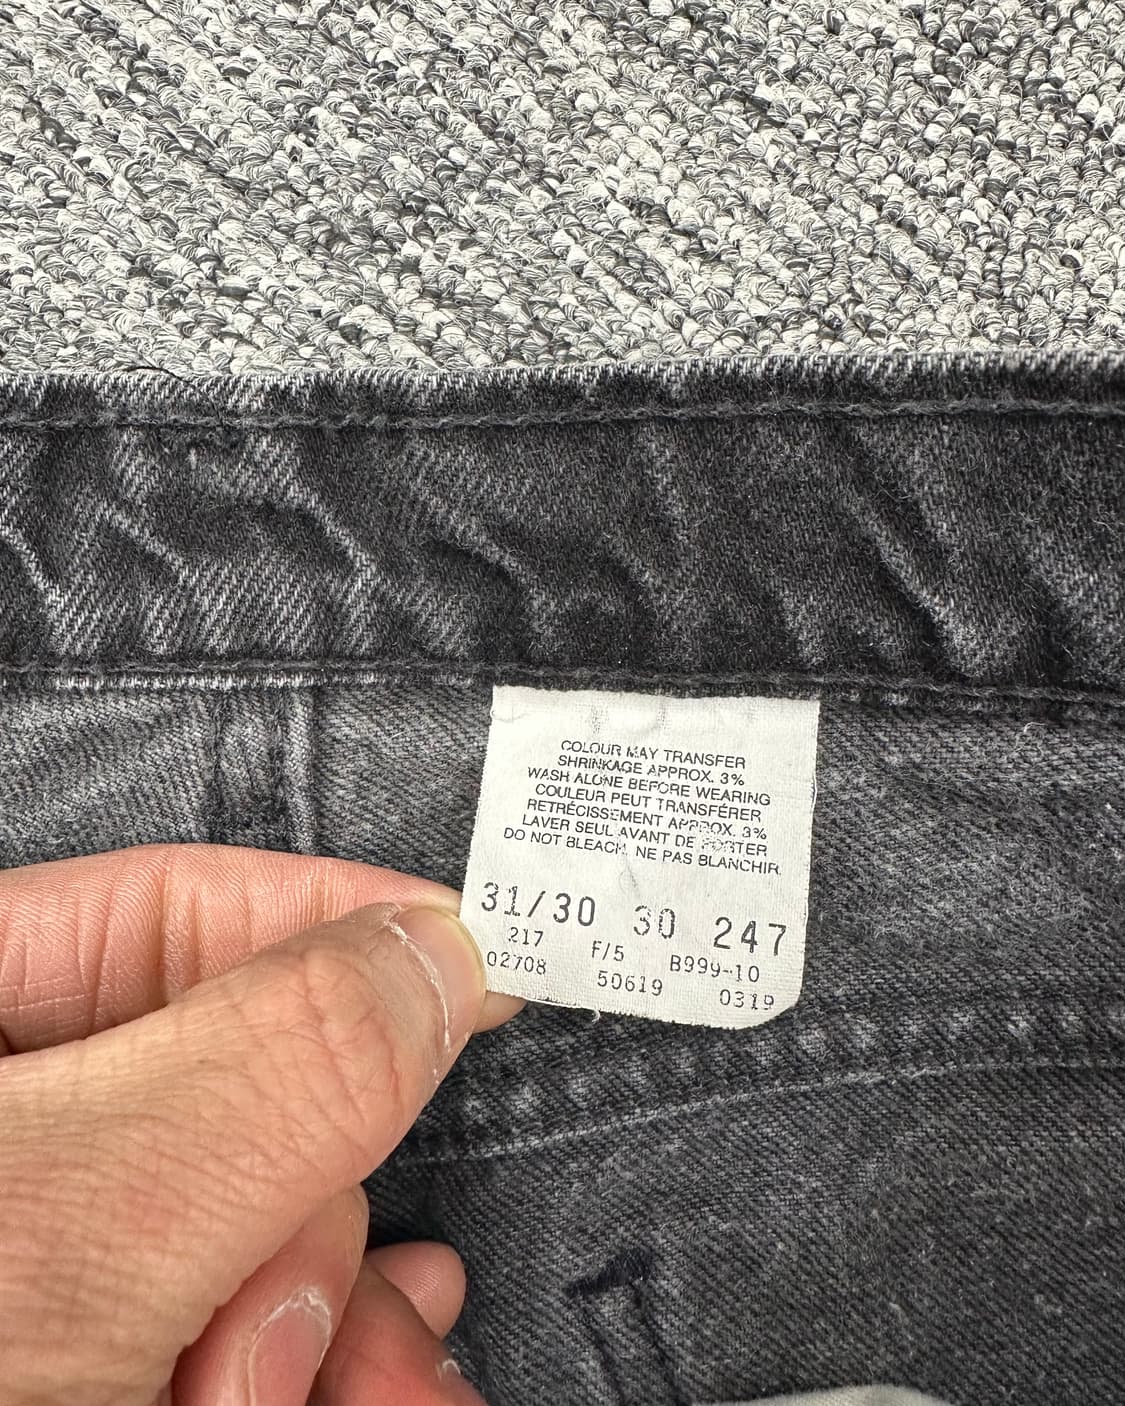 COLOUR MAY TRANSFER
SHRINKAGE APPROX. 3%
WASH ALONE BEFORE WEARING
COULEUR PEUT TRANSFÉRER
RETRÉCISSEMENT APPROX. 3%
LAVER SEUL AVANT DE PORTER
DO NOT BLEACH. NE PAS BLANCHIR.
31/30 30 247
217 F/5 B999-10
02708 50619 0319